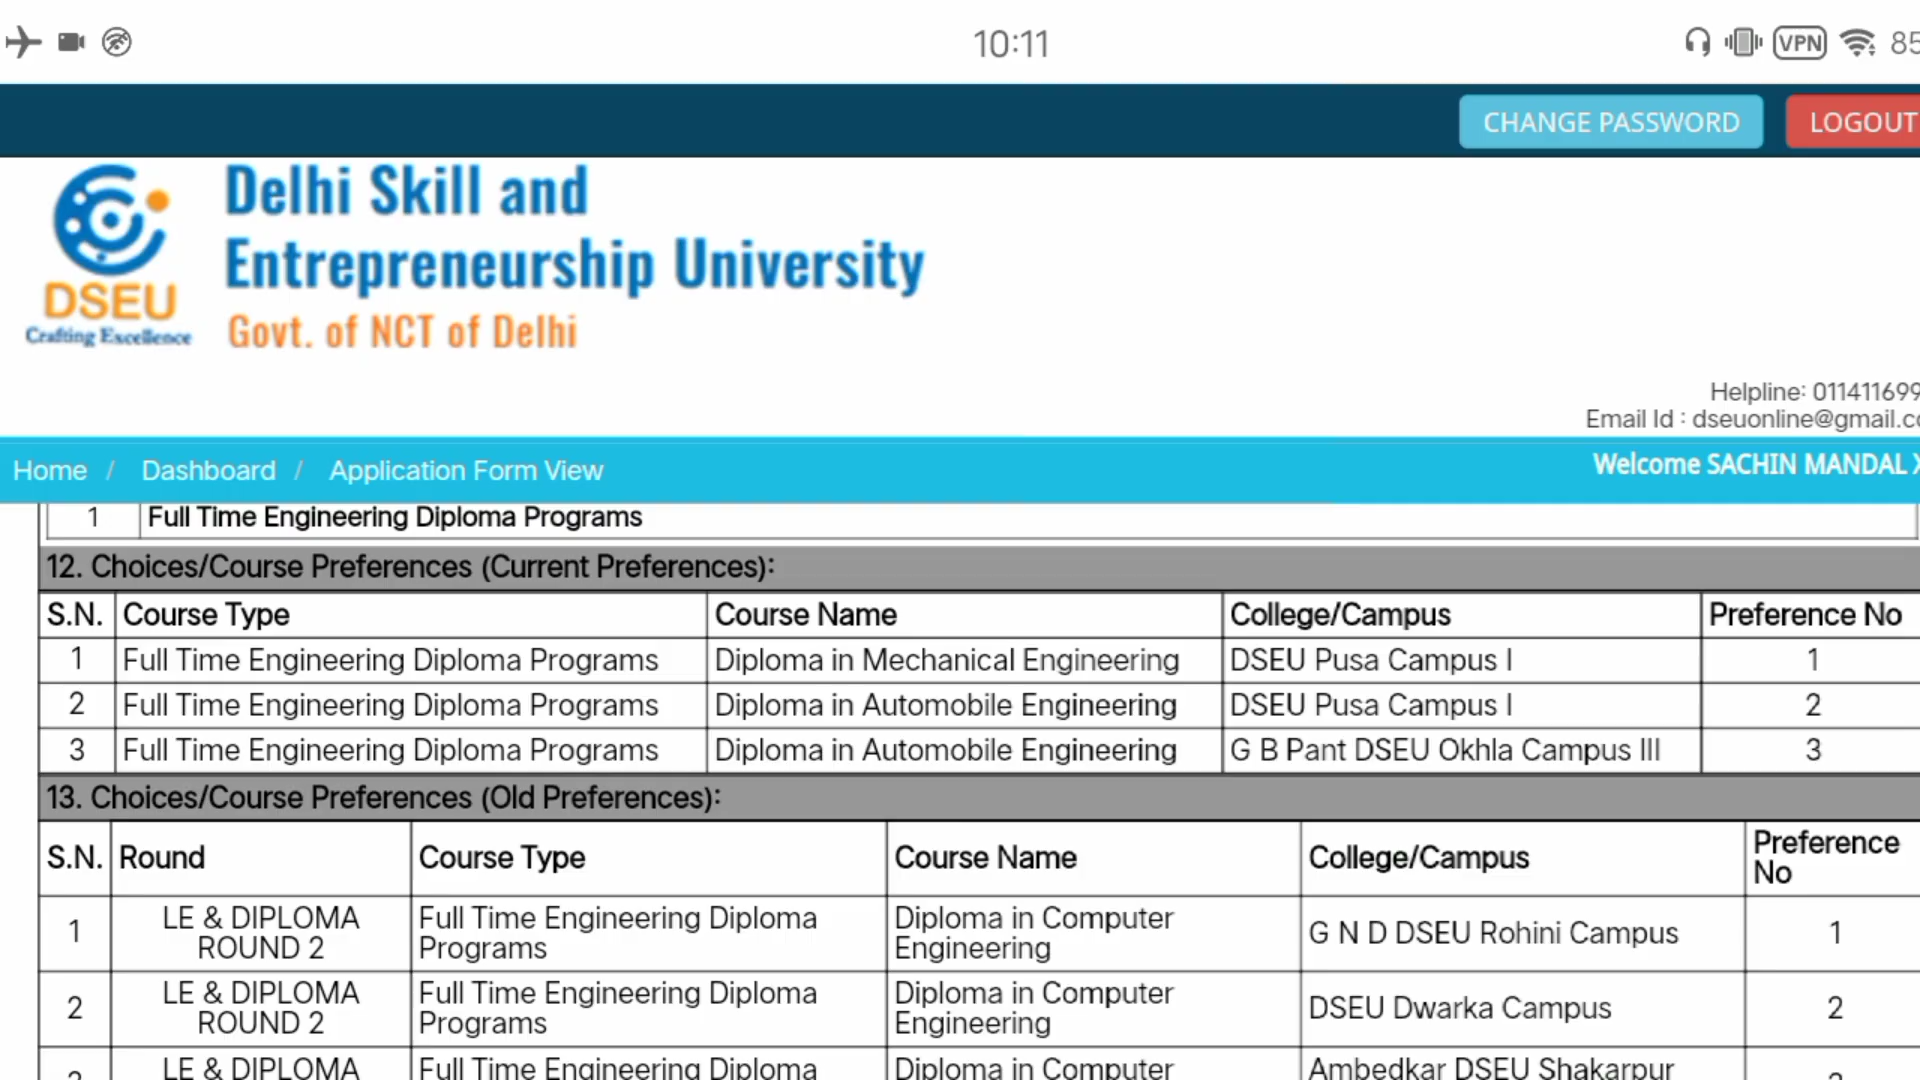 10:11
VPN
85
CHANGE PASSWORD
LOGOUT
Delhi Skill and
Entrepreneurship University
Govt. of NCT of Delhi
DSEU
Crafting Excellence
Helpline: 011411699
Email Id : dseuonline@gmail.co
Home / Dashboard / Application Form View
Welcome SACHIN MANDAL X
1 Full Time Engineering Diploma Programs
12. Choices/Course Preferences (Current Preferences):
S.N. Course Type Course Name College/Campus Preference No
1 Full Time Engineering Diploma Programs Diploma in Mechanical Engineering DSEU Pusa Campus I 1
2 Full Time Engineering Diploma Programs Diploma in Automobile Engineering DSEU Pusa Campus I 2
3 Full Time Engineering Diploma Programs Diploma in Automobile Engineering G B Pant DSEU Okhla Campus III 3
13. Choices/Course Preferences (Old Preferences):
S.N. Round Course Type Course Name College/Campus Preference
No
1 LE & DIPLOMA Full Time Engineering Diploma Diploma in Computer G N D DSEU Rohini Campus 1
ROUND 2 Programs Engineering
2 LE & DIPLOMA Full Time Engineering Diploma Diploma in Computer DSEU Dwarka Campus 2
ROUND 2 Programs Engineering
LE & DIPLOMA Full Time Engineering Diploma Diploma in Computer Ambedkar DSEU Shakarpur